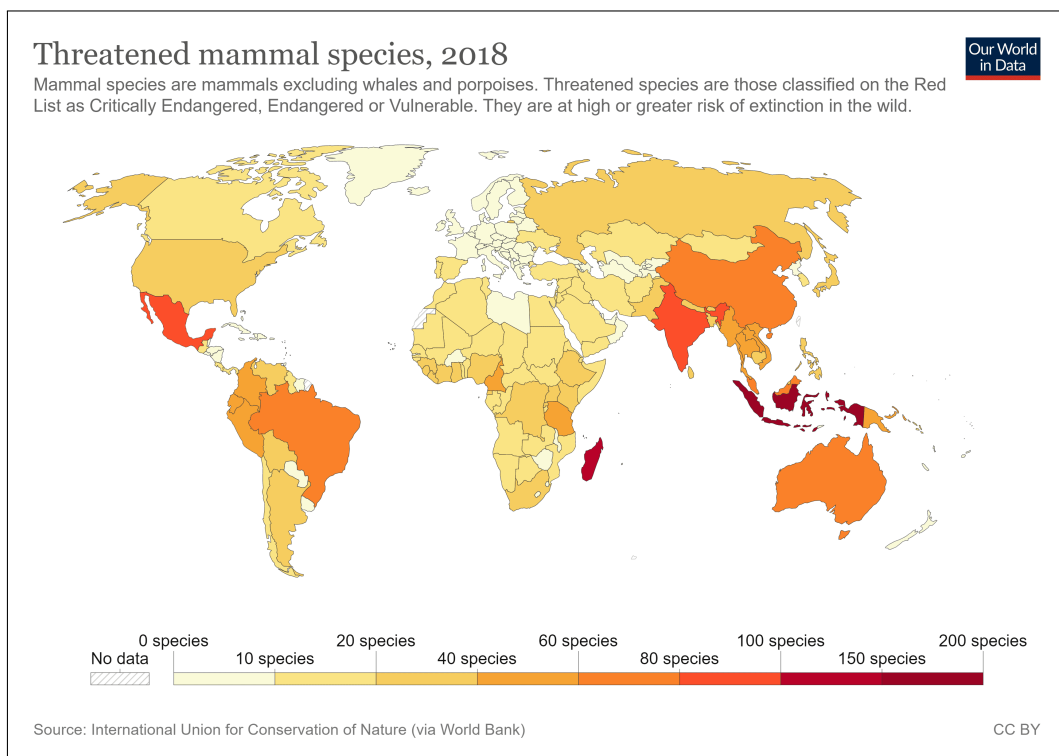 Threatened mammal species, 2018
Our World
in Data
Mammal species are mammals excluding whales and porpoises. Threatened species are those classified on the Red
List as Critically Endangered, Endangered or Vulnerable. They are at high or greater risk of extinction in the wild.
0 species 20 species 60 species 100 species 200 species
No data 10 species 40 species 80 species 150 species
Source: International Union for Conservation of Nature (via World Bank)
CC BY